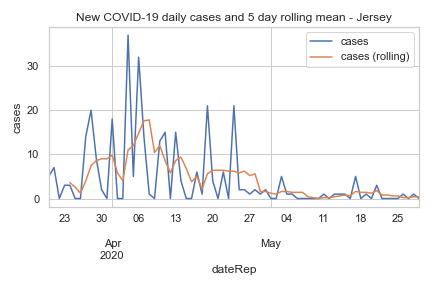 New COVID-19 daily cases and 5 day rolling mean - Jersey
cases
cases (rolling)
cases
30
20
10
0
23 30 06 13 20 27 04 11 18 25
Apr May
2020
dateRep